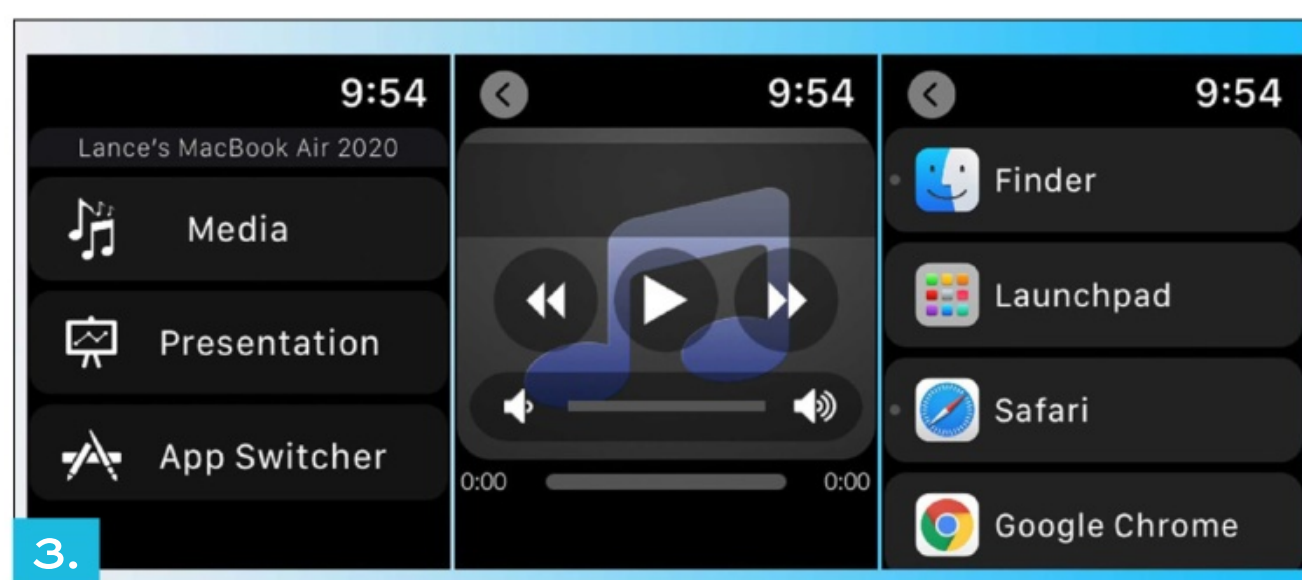 9:54
Lance's MacBook Air 2020
Media
Presentation
App Switcher
9:54
0:00 0:00
9:54
Finder
Launchpad
Safari
Google Chrome
3.